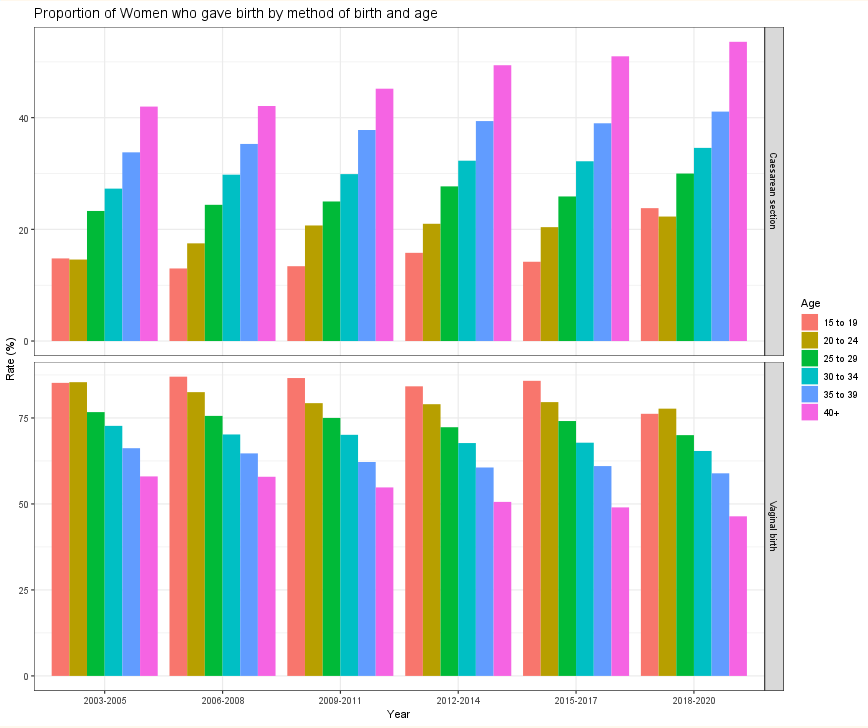 Proportion of Women who gave birth by method of birth and age
40
20
0
Caesarean section
75
50
25
0
Vaginal birth
Rate (%)
2003-2005 2006-2008 2009-2011 2012-2014 2015-2017 2018-2020
Year
Age
15 to 19
20 to 24
25 to 29
30 to 34
35 to 39
40+